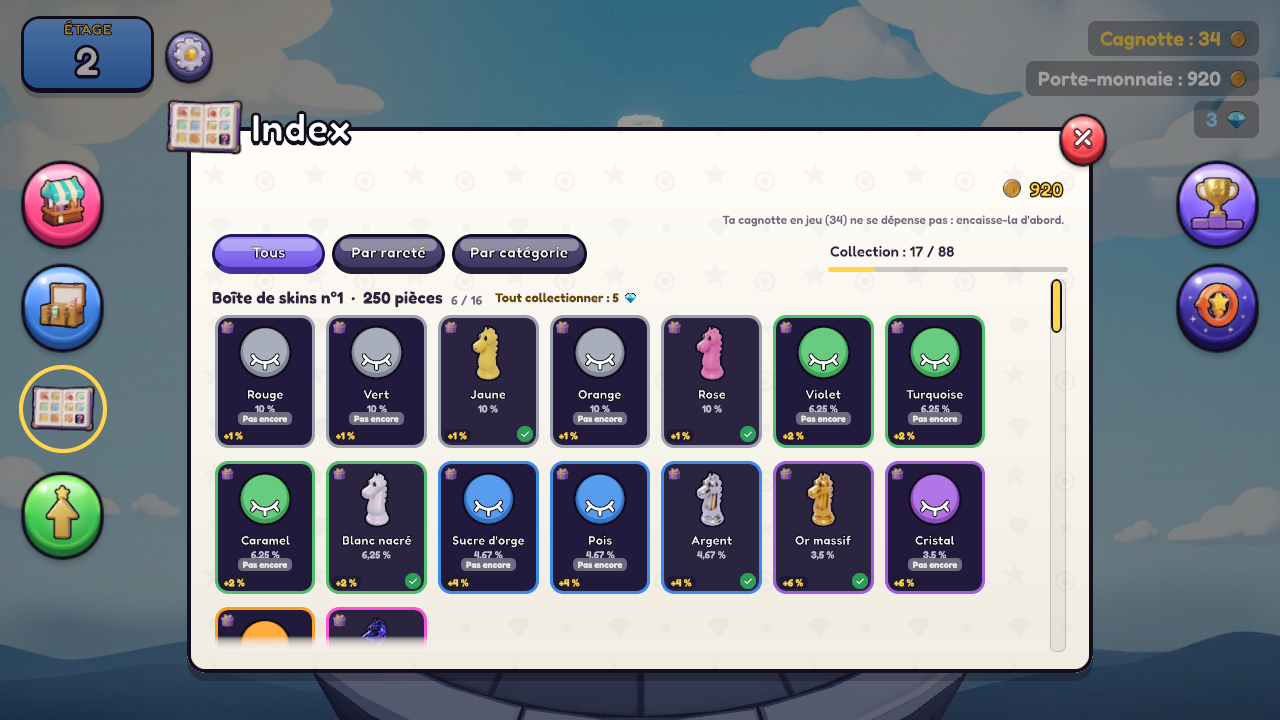 ÉTAGE
2
Cagnotte : 34
Porte-monnaie : 920
3
Index
920
Ta cagnotte en jeu (34) ne se dépense pas : encaisse-la d'abord.
Tous
Par rareté
Par catégorie
Collection : 17 / 88
Boîte de skins n°1 · 250 pièces 6 / 16 Tout collectionner : 5
Rouge
10 %
Pas encore
+1 %
Vert
10 %
Pas encore
+1 %
Jaune
10 %
+1 %
Orange
10 %
Pas encore
+1 %
Rose
10 %
+1 %
Violet
6,25 %
Pas encore
+2 %
Turquoise
6,25 %
Pas encore
+2 %
Caramel
6,25 %
Pas encore
+2 %
Blanc nacré
6,25 %
+2 %
Sucre d'orge
4,67 %
Pas encore
+4 %
Pois
4,67 %
Pas encore
+4 %
Argent
4,67 %
+4 %
Or massif
3,5 %
+6 %
Cristal
3,5 %
Pas encore
+6 %